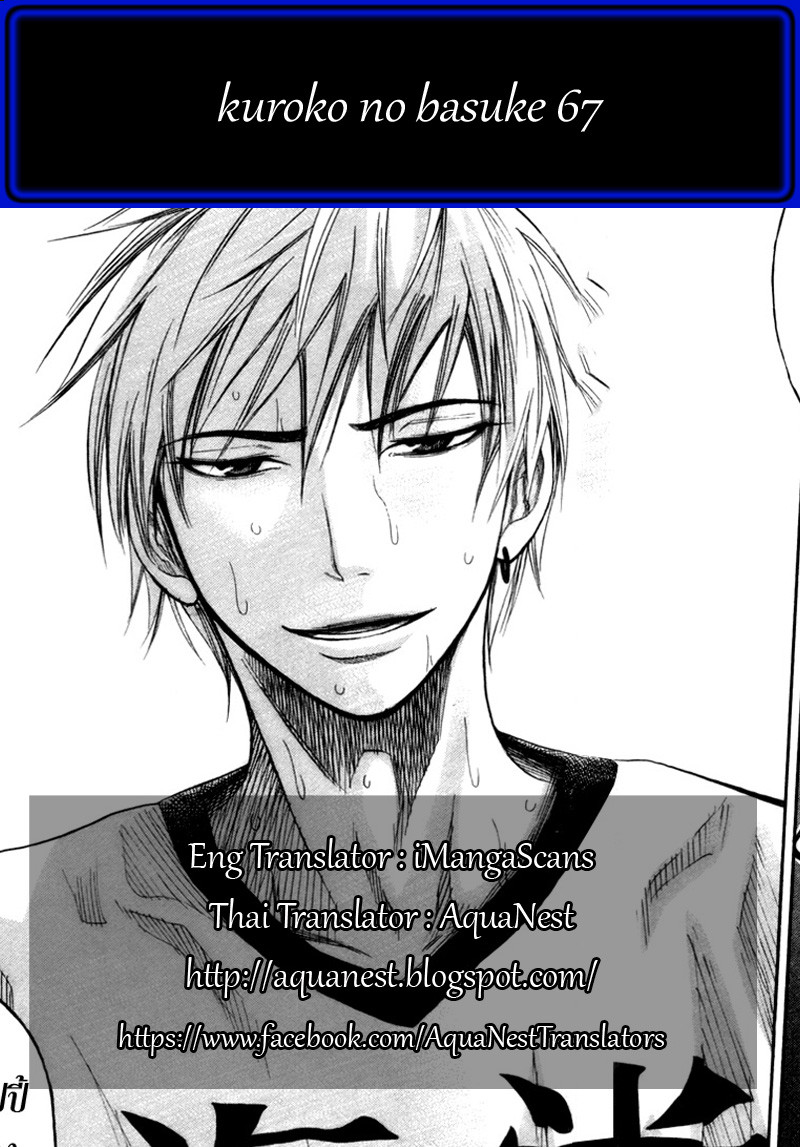 kuroko no basuke 67
Eng Translator : iMangaScans
Thai Translator : AquaNest
http://aquanest.blogspot.com/
https://www.facebook.com/AquaNestTranslators